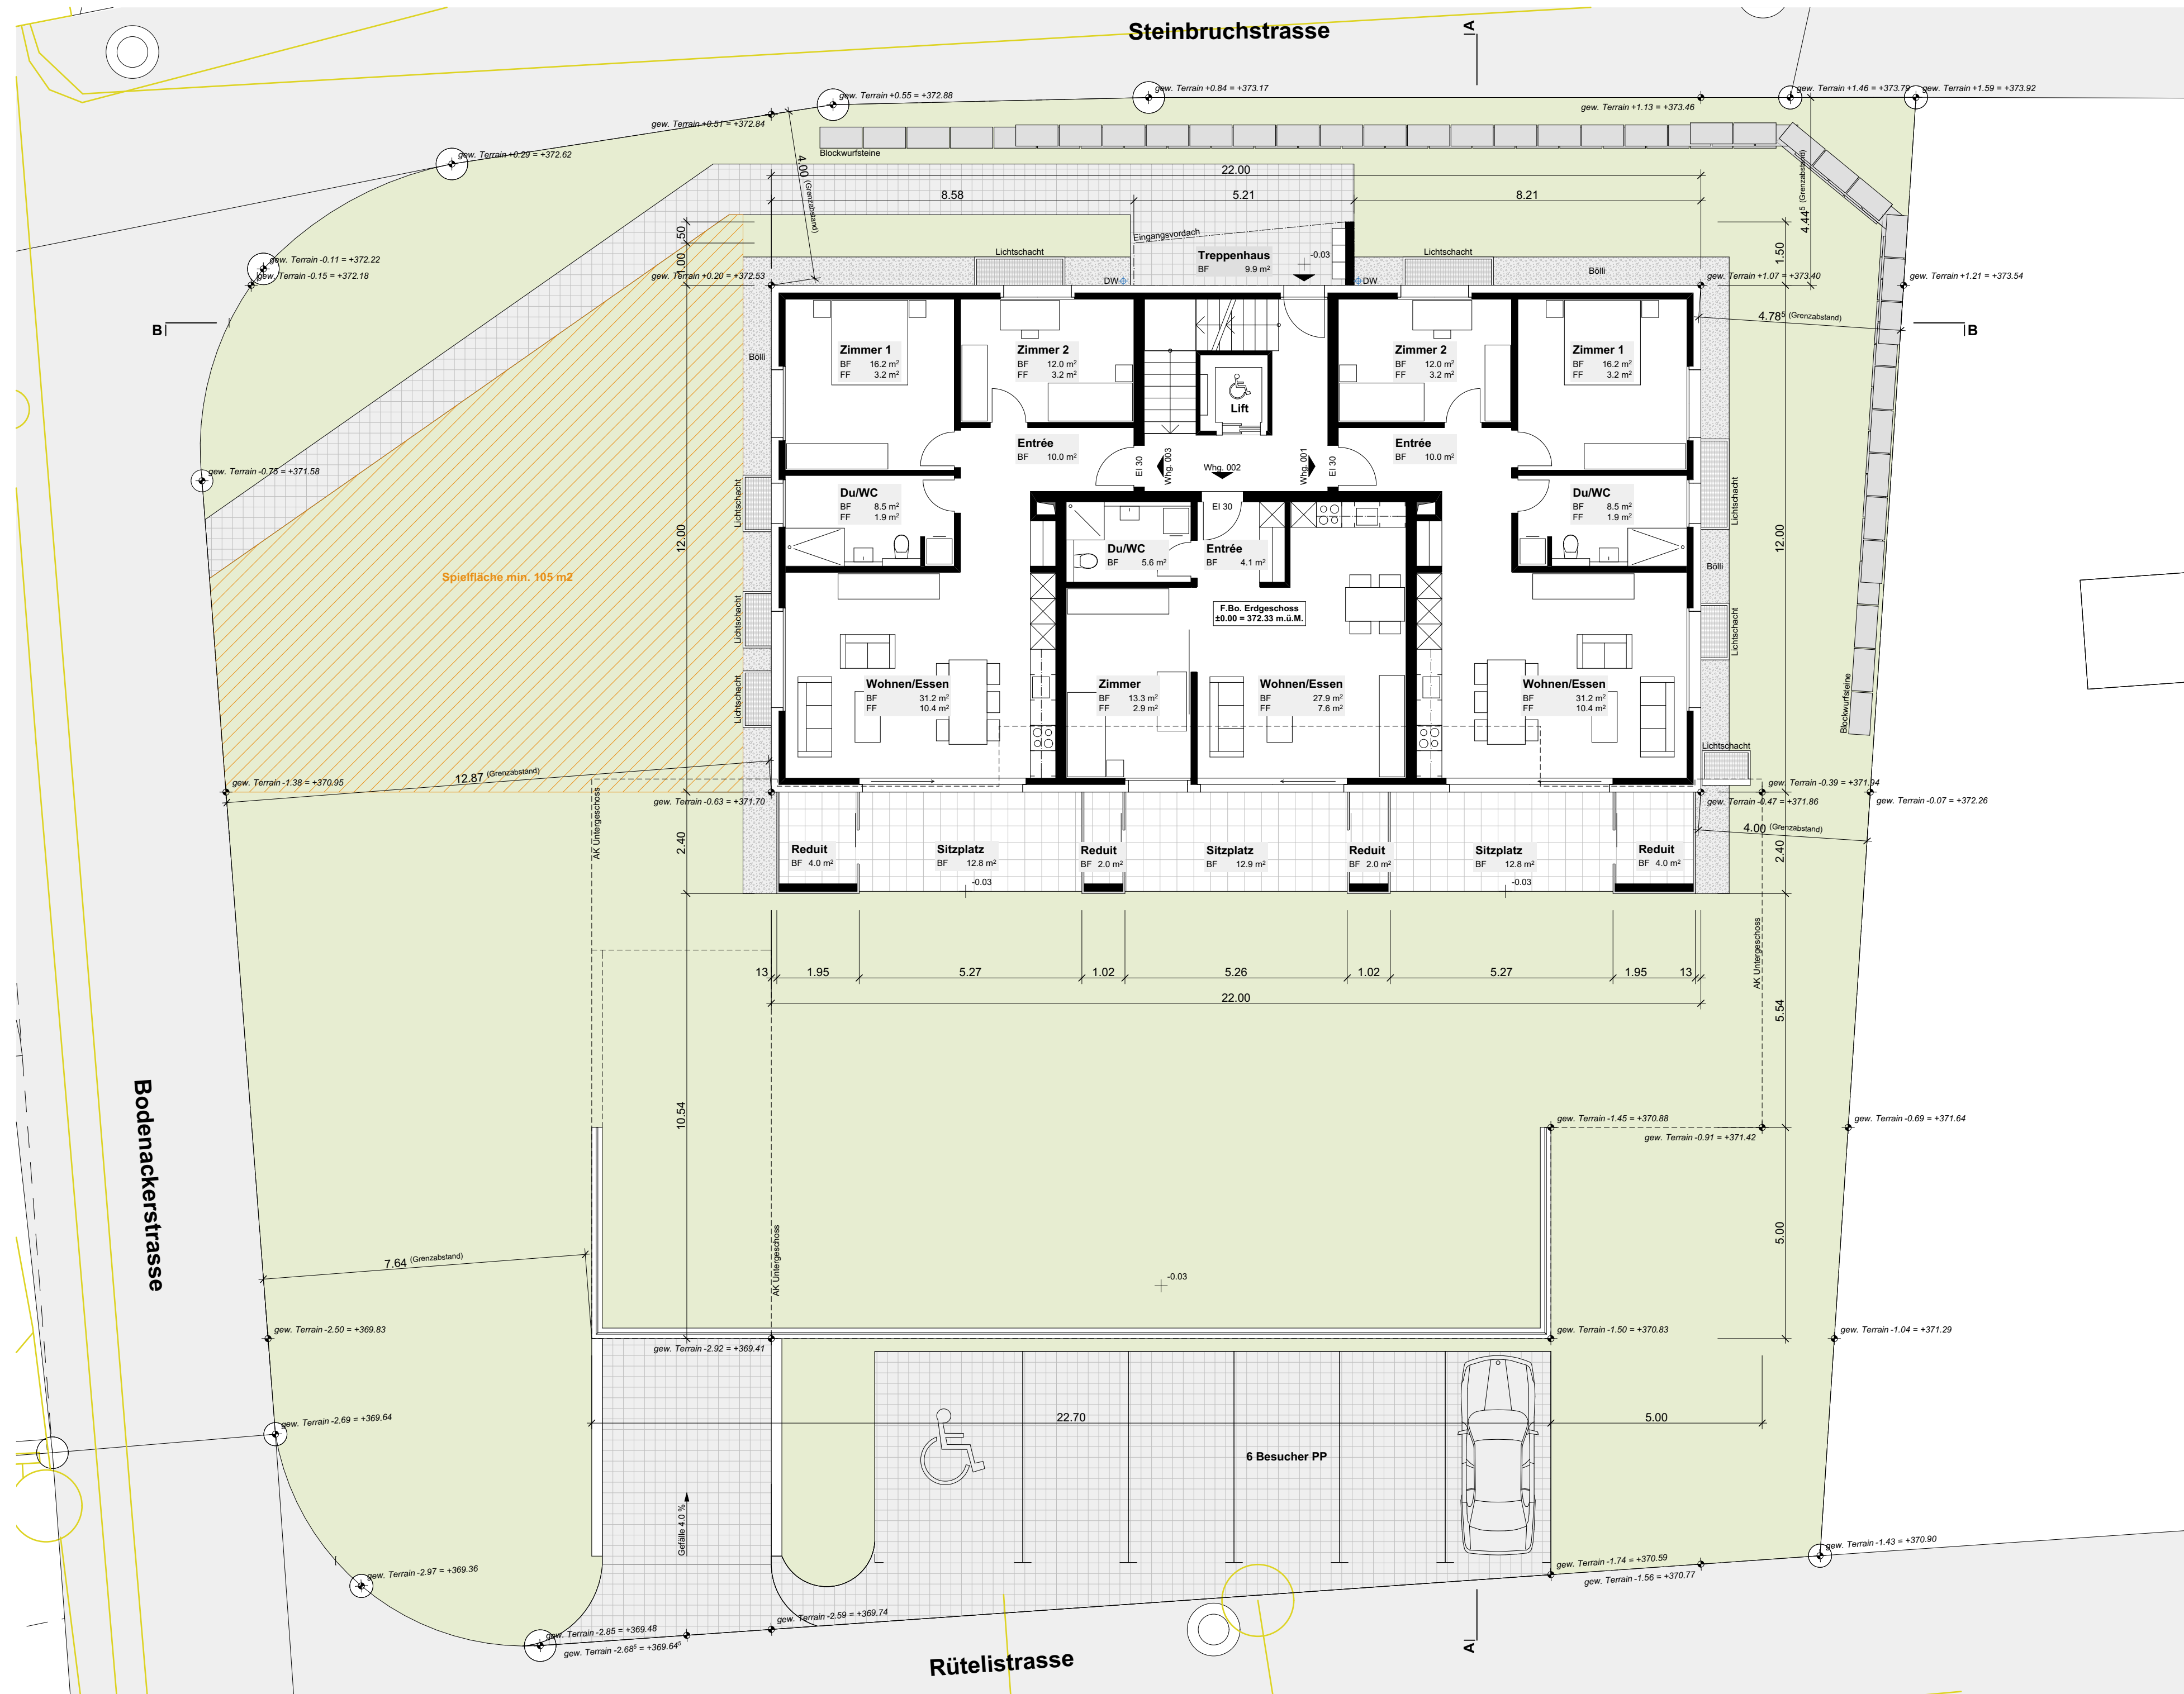 Steinbruchstrasse
A
gew. Terrain +0.84 = +373.17
gew. Terrain +0.55 = +372.88
gew. Terrain +1.46 = +373.79
gew. Terrain +1.59 = +373.92
gew. Terrain +1.13 = +373.46
gew. Terrain +0.51 = +372.84
gew. Terrain +0.29 = +372.62
Blockwurfsteine
4.00 (Grenzabstand)
22.00
8.58
5.21
8.21
4.44⁵ (Grenzabstand)
50
1.00
1.50
Eingangsvordach
Lichtschacht
Treppenhaus
BF 9.9 m²
-0.03
Lichtschacht
Bölli
gew. Terrain -0.11 = +372.22
gew. Terrain -0.15 = +372.18
gew. Terrain +0.20 = +372.53
DW
DW
gew. Terrain +1.07 = +373.40
gew. Terrain +1.21 = +373.54
4.78⁵ (Grenzabstand)
B
B
Bölli
Zimmer 1
BF 16.2 m²
FF 3.2 m²
Zimmer 2
BF 12.0 m²
FF 3.2 m²
Zimmer 2
BF 12.0 m²
FF 3.2 m²
Zimmer 1
BF 16.2 m²
FF 3.2 m²
Lift
Entrée
BF 10.0 m²
EI 30
Whg. 003
Whg. 002
Whg. 001
EI 30
Entrée
BF 10.0 m²
gew. Terrain -0.75 = +371.58
Lichtschacht
Du/WC
BF 8.5 m²
FF 1.9 m²
EI 30
Du/WC
BF 8.5 m²
FF 1.9 m²
Lichtschacht
12.00
12.00
Du/WC
BF 5.6 m²
Entrée
BF 4.1 m²
Bölli
Spielfläche min. 105 m2
Lichtschacht
F.Bo. Erdgeschoss
±0.00 = 372.33 m.ü.M.
Lichtschacht
Lichtschacht
Wohnen/Essen
BF 31.2 m²
FF 10.4 m²
Zimmer
BF 13.3 m²
FF 2.9 m²
Wohnen/Essen
BF 27.9 m²
FF 7.6 m²
Wohnen/Essen
BF 31.2 m²
FF 10.4 m²
Blockwurfsteine
Lichtschacht
12.87 (Grenzabstand)
gew. Terrain -1.38 = +370.95
gew. Terrain -0.63 = +371.70
gew. Terrain -0.39 = +371.94
gew. Terrain -0.47 = +371.86
gew. Terrain -0.07 = +372.26
AK Untergeschoss
2.40
4.00 (Grenzabstand)
2.40
Reduit
BF 4.0 m²
Sitzplatz
BF 12.8 m²
Reduit
BF 2.0 m²
Sitzplatz
BF 12.9 m²
Reduit
BF 2.0 m²
Sitzplatz
BF 12.8 m²
Reduit
BF 4.0 m²
-0.03
-0.03
AK Untergeschoss
13
1.95
5.27
1.02
5.26
1.02
5.27
1.95
13
22.00
5.54
10.54
gew. Terrain -1.45 = +370.88
gew. Terrain -0.91 = +371.42
gew. Terrain -0.69 = +371.64
Bodenackerstrasse
5.00
7.64 (Grenzabstand)
AK Untergeschoss
-0.03
gew. Terrain -2.50 = +369.83
gew. Terrain -2.92 = +369.41
gew. Terrain -1.50 = +370.83
gew. Terrain -1.04 = +371.29
gew. Terrain -2.69 = +369.64
22.70
5.00
6 Besucher PP
Gefälle 4.0 %
gew. Terrain -1.43 = +370.90
gew. Terrain -1.74 = +370.59
gew. Terrain -1.56 = +370.77
gew. Terrain -2.97 = +369.36
gew. Terrain -2.59 = +369.74
gew. Terrain -2.85 = +369.48
gew. Terrain -2.68⁵ = +369.64⁵
A
Rütelistrasse